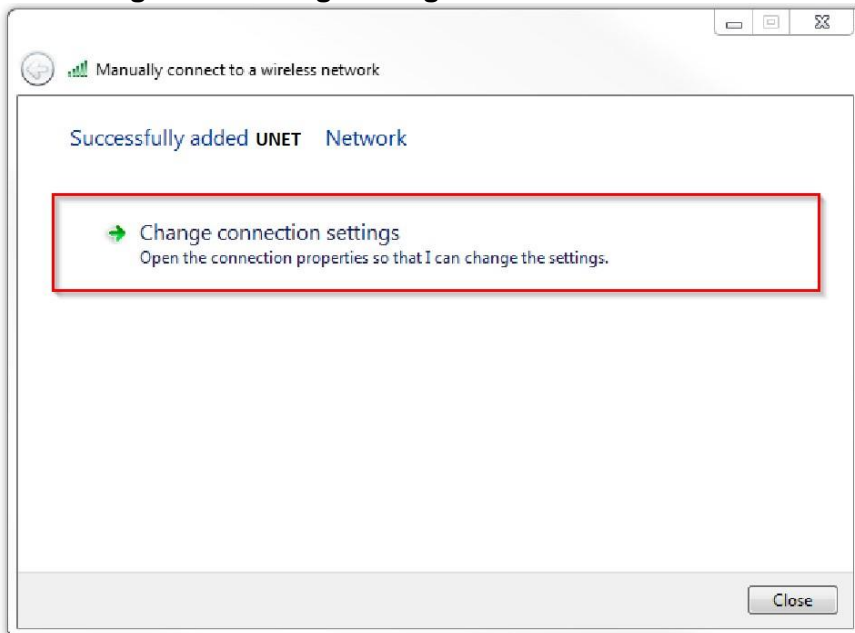 Manually connect to a wireless network
Successfully added UNET Network
Change connection settings
Open the connection properties so that I can change the settings.
Close